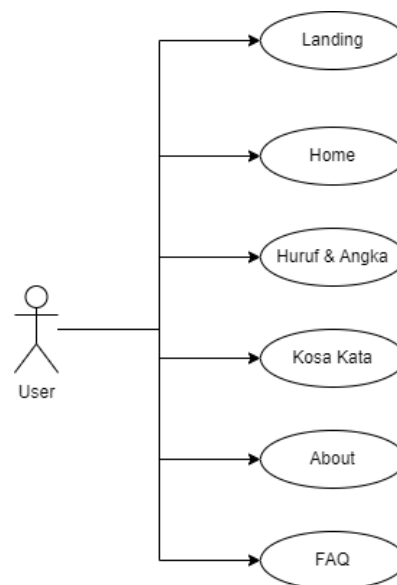 Landing
Home
Huruf & Angka
Kosa Kata
User
About
FAQ